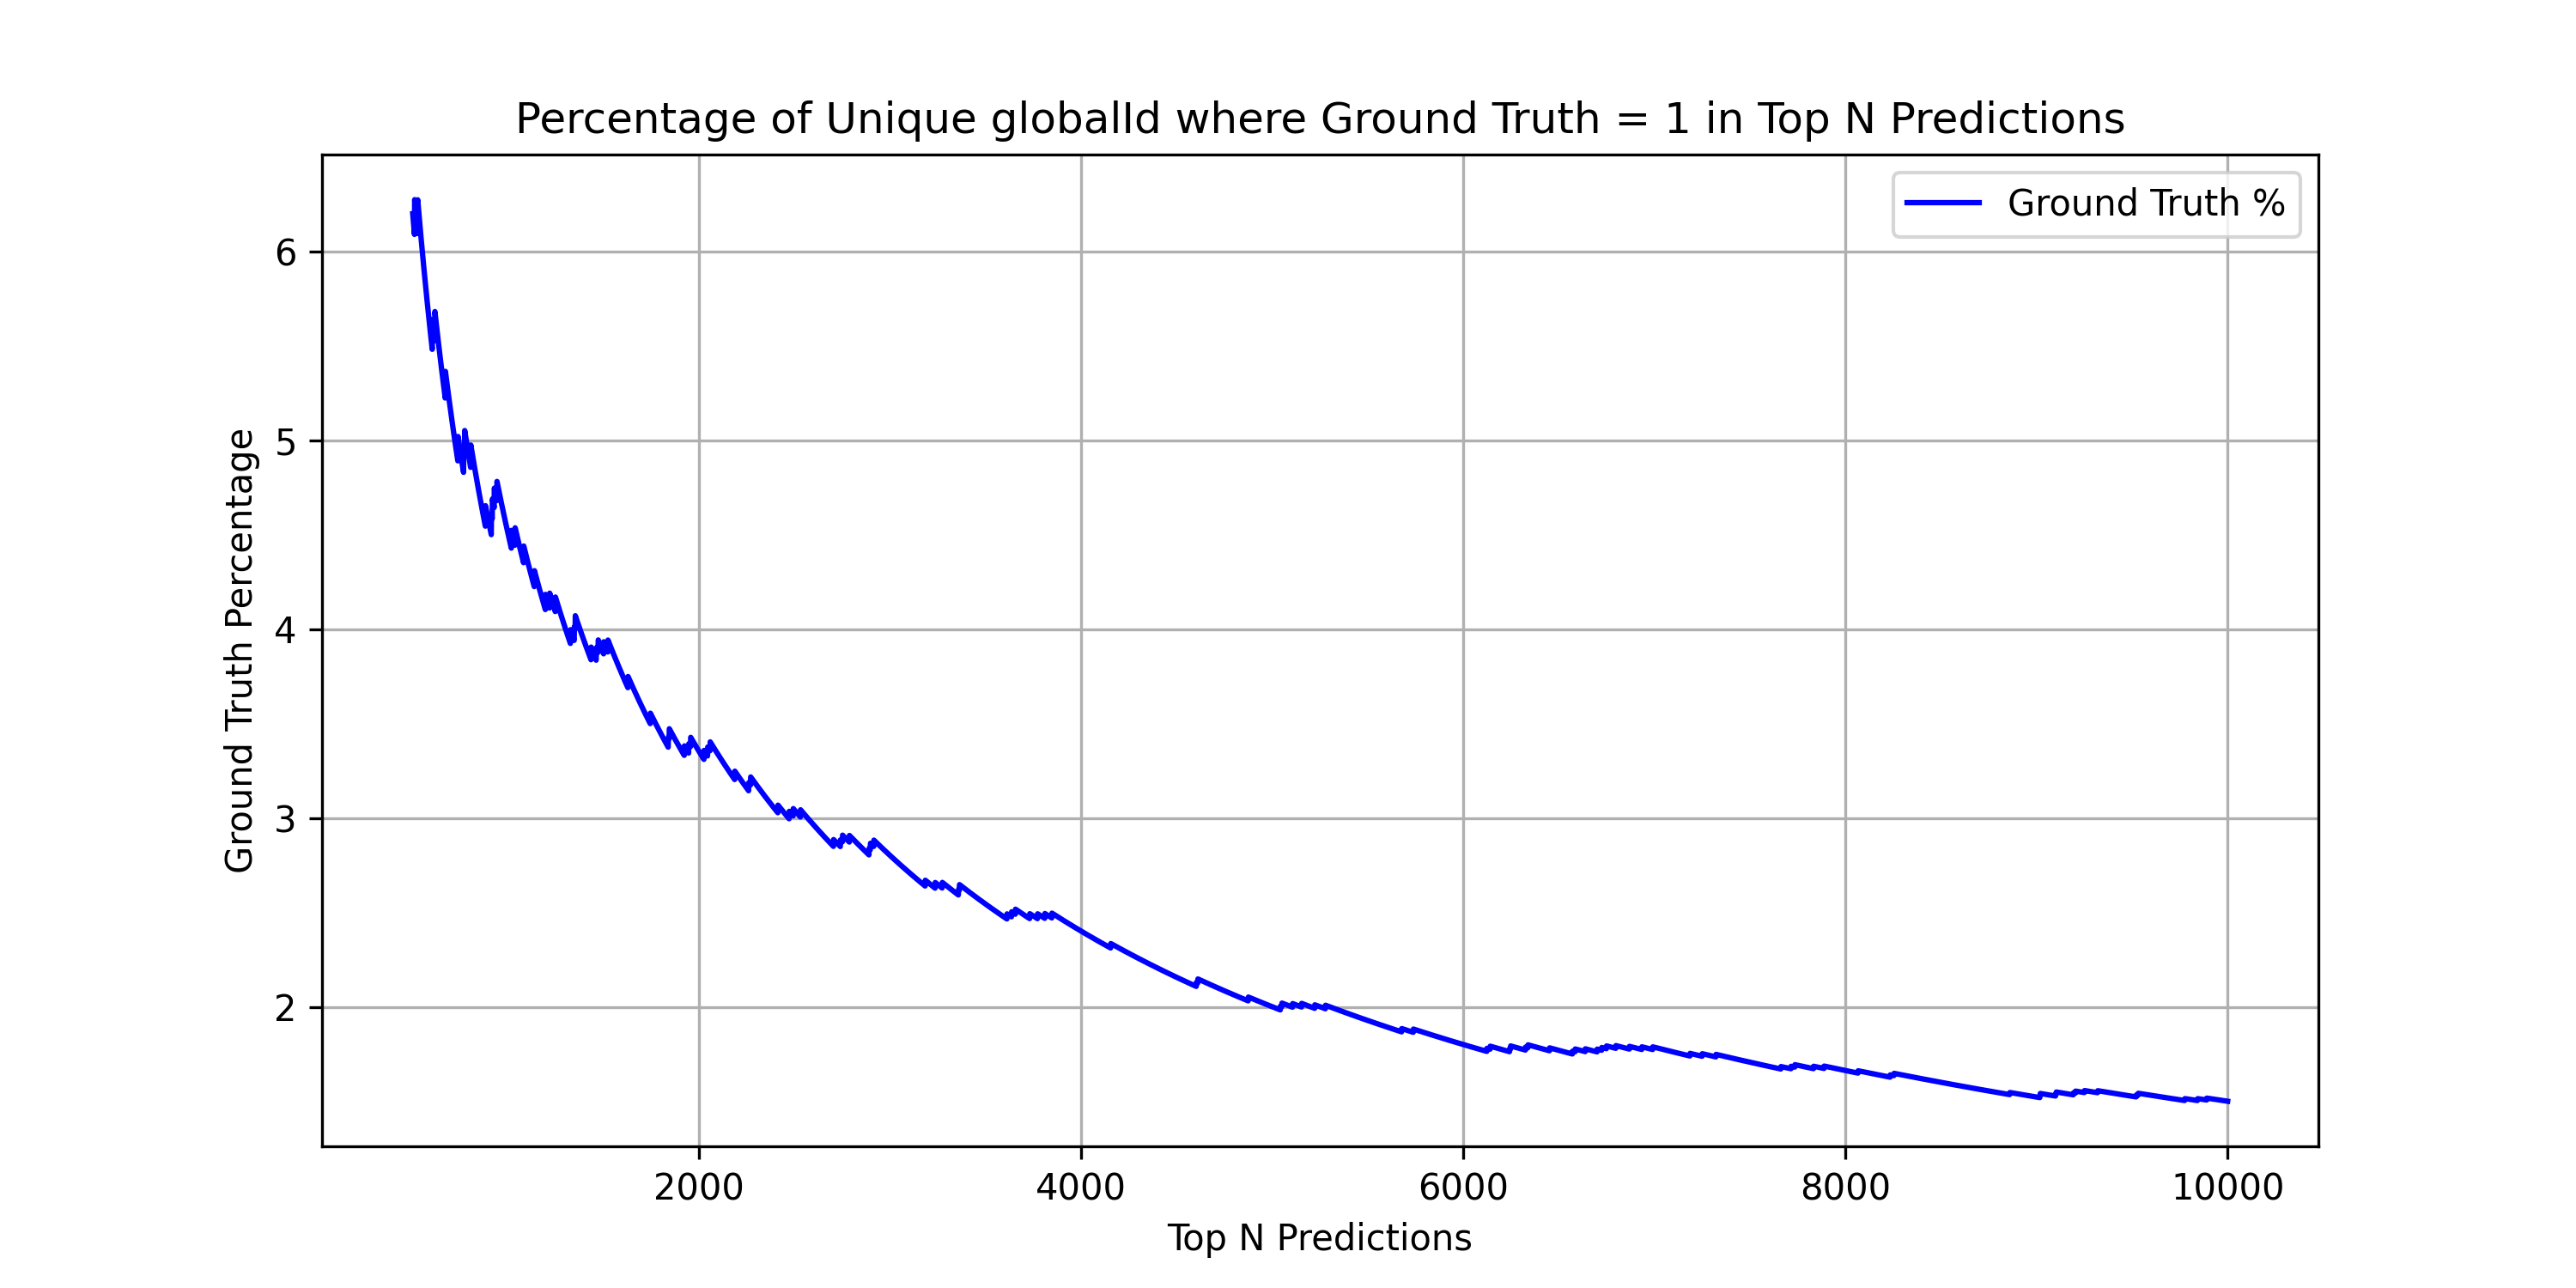 Percentage of Unique globalId where Ground Truth = 1 in Top N Predictions
Ground Truth %
Ground Truth Percentage
6
5
4
3
2
2000 4000 6000 8000 10000
Top N Predictions